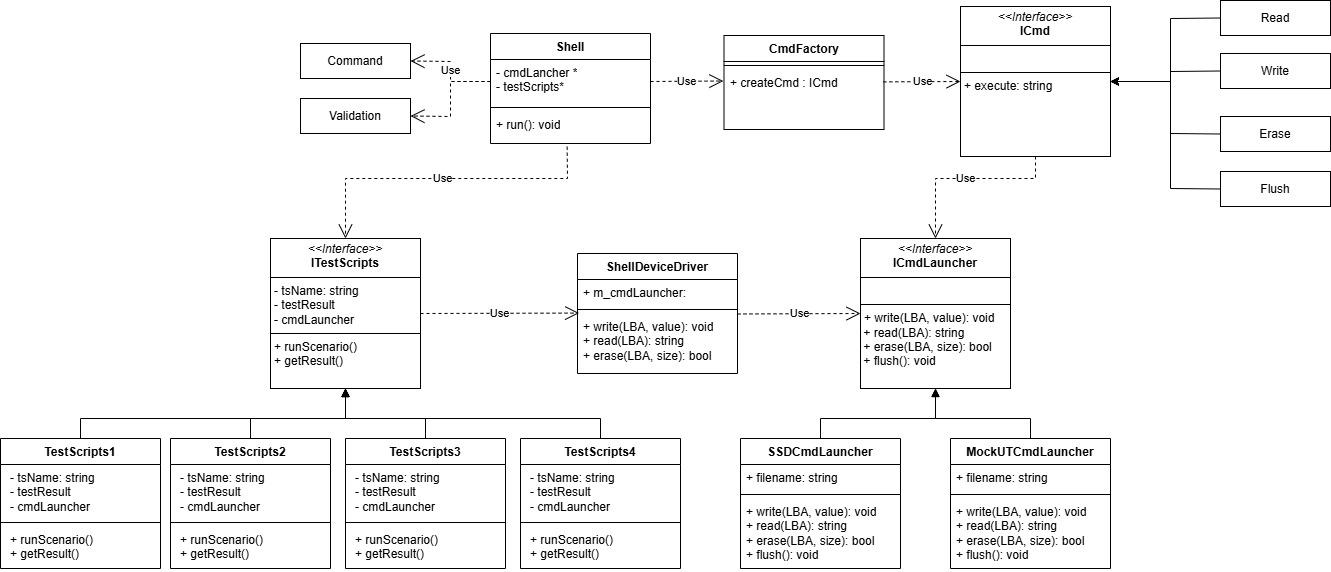 Command
Validation
Use
Shell
- cmdLancher *
- testScripts*
+ run(): void
Use
CmdFactory
+ createCmd : ICmd
Use
<<Interface>>
ICmd
+ execute: string
Read
Write
Erase
Flush
Use
Use
<<Interface>>
ITestScripts
- tsName: string
- testResult
- cmdLauncher
+ runScenario()
+ getResult()
Use
ShellDeviceDriver
+ m_cmdLauncher:
+ write(LBA, value): void
+ read(LBA): string
+ erase(LBA, size): bool
Use
<<Interface>>
ICmdLauncher
+ write(LBA, value): void
+ read(LBA): string
+ erase(LBA, size): bool
+ flush(): void
TestScripts1
- tsName: string
- testResult
- cmdLauncher
+ runScenario()
+ getResult()
TestScripts2
- tsName: string
- testResult
- cmdLauncher
+ runScenario()
+ getResult()
TestScripts3
- tsName: string
- testResult
- cmdLauncher
+ runScenario()
+ getResult()
TestScripts4
- tsName: string
- testResult
- cmdLauncher
+ runScenario()
+ getResult()
SSDCmdLauncher
+ filename: string
+ write(LBA, value): void
+ read(LBA): string
+ erase(LBA, size): bool
+ flush(): void
MockUTCmdLauncher
+ filename: string
+ write(LBA, value): void
+ read(LBA): string
+ erase(LBA, size): bool
+ flush(): void